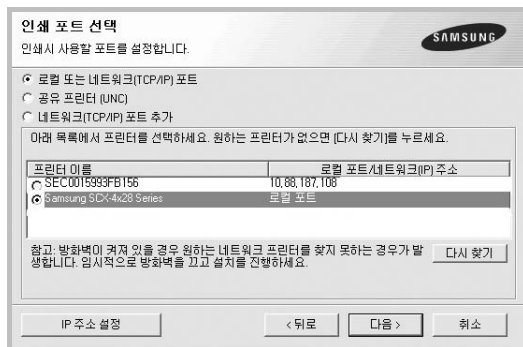 인쇄 포트 선택
인쇄시 사용할 포트를 설정합니다.
SAMSUNG
로컬 또는 네트워크(TCP/IP) 포트
공유 프린터 (UNC)
네트워크(TCP/IP) 포트 추가
아래 목록에서 프린터를 선택하세요. 원하는 프린터가 없으면 [다시 찾기]를 누르세요.
프린터 이름 로컬 포트/네트워크(IP) 주소
SEC0015993FB156 10,88,187,108
Samsung SCX-4x28 Series 로컬 포트
참고: 방화벽이 켜져 있을 경우 원하는 네트워크 프린터를 찾지 못하는 경우가 발
생합니다. 임시적으로 방화벽을 끄고 설치를 진행하세요.
다시 찾기
IP 주소 설정 < 뒤로 다음 > 취소